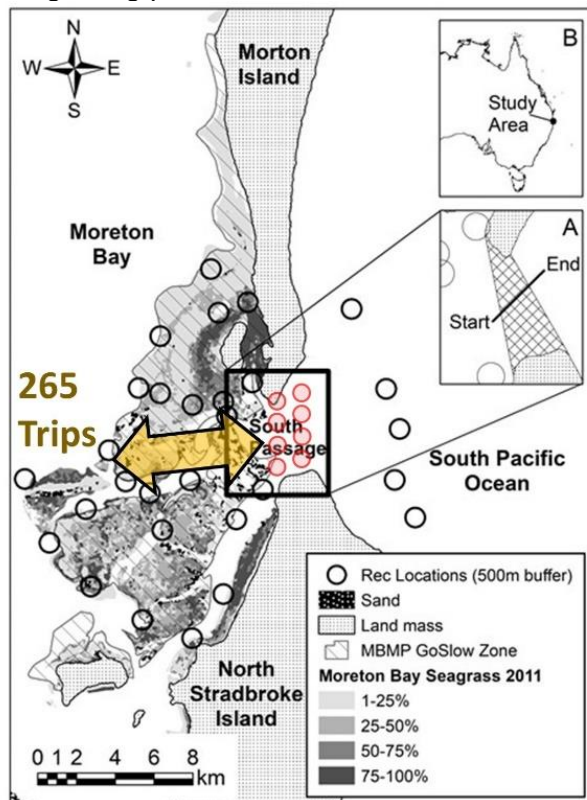 N
W
E
S
Morton
Island
B
Study
Area
Moreton
Bay
A
End
Start
265
Trips
South
Passage
South Pacific
Ocean
Rec Locations (500m buffer)
Sand
Land mass
MBMP GoSlow Zone
Moreton Bay Seagrass 2011
1-25%
25-50%
50-75%
75-100%
North
Stradbroke
Island
0 1 2 4 6 8
km